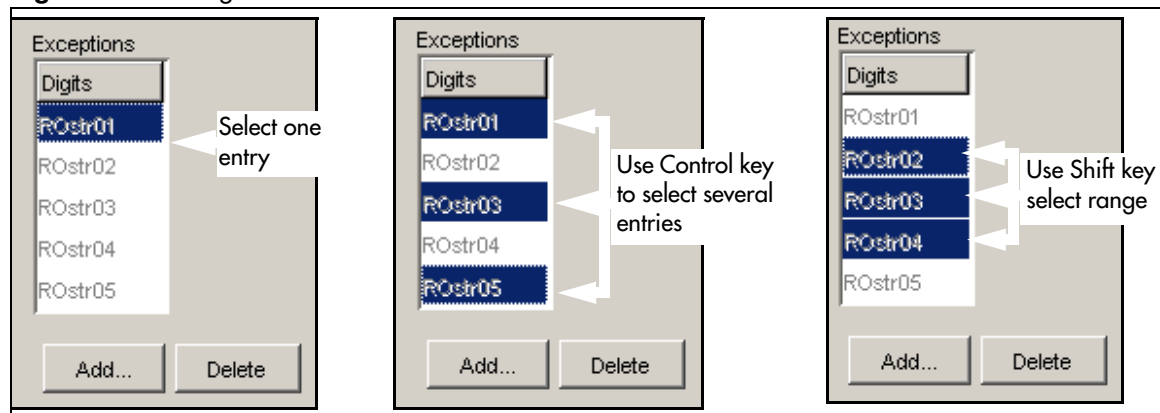 Exceptions
Digits
ROstr01
ROstr02
ROstr03
ROstr04
ROstr05
Add...
Delete
Select one
entry
Exceptions
Digits
ROstr01
ROstr02
ROstr03
ROstr04
ROstr05
Add...
Delete
Use Control key
to select several
entries
Exceptions
Digits
ROstr01
ROstr02
ROstr03
ROstr04
ROstr05
Add...
Delete
Use Shift key
select range